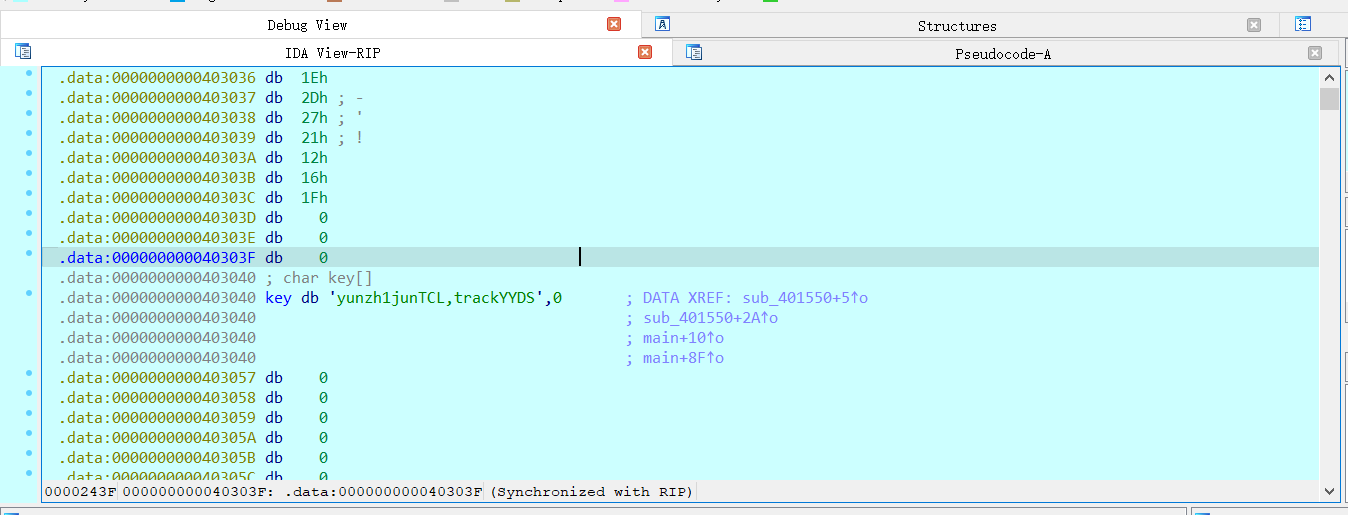 Debug View
Structures
IDA View-RIP
Pseudocode-A
.data:0000000000403036 db 1Eh
.data:0000000000403037 db 2Dh ; -
.data:0000000000403038 db 27h ; '
.data:0000000000403039 db 21h ; !
.data:000000000040303A db 12h
.data:000000000040303B db 16h
.data:000000000040303C db 1Fh
.data:000000000040303D db 0
.data:000000000040303E db 0
.data:000000000040303F db 0
.data:0000000000403040 ; char key[]
.data:0000000000403040 key db 'yunzh1junTCL,trackYYDS',0 ; DATA XREF: sub_401550+5↑o
.data:0000000000403040 ; sub_401550+2A↑o
.data:0000000000403040 ; main+10↑o
.data:0000000000403040 ; main+8F↑o
.data:0000000000403057 db 0
.data:0000000000403058 db 0
.data:0000000000403059 db 0
.data:000000000040305A db 0
.data:000000000040305B db 0
.data:000000000040305C db 0
0000243F 000000000040303F: .data:000000000040303F (Synchronized with RIP)